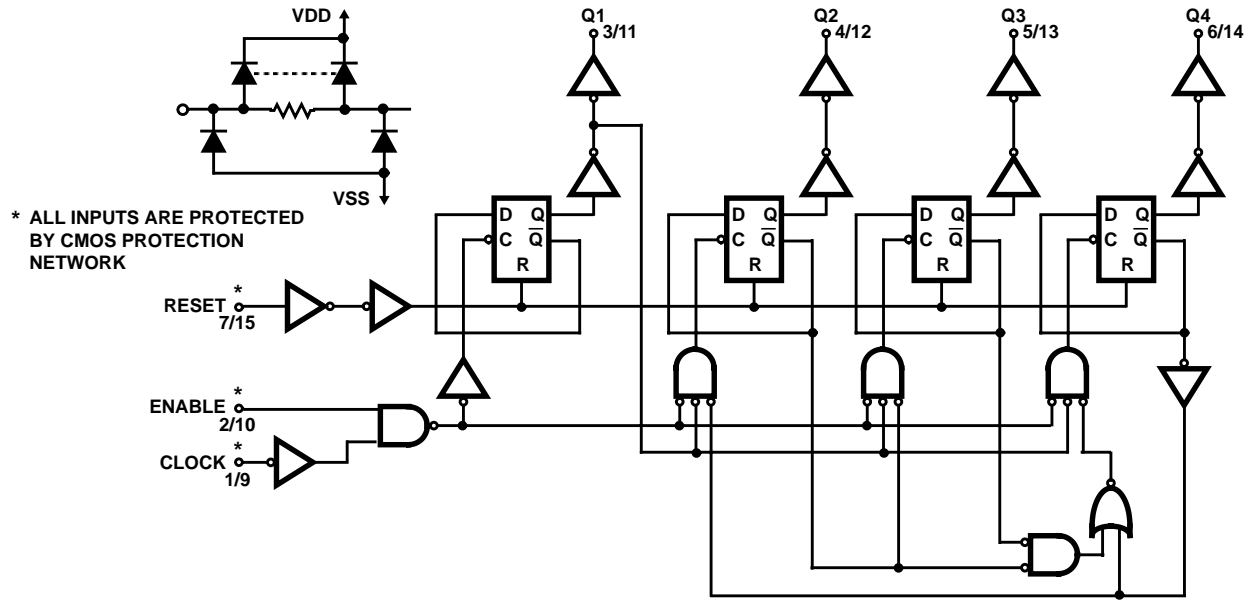 VDD
VSS
* ALL INPUTS ARE PROTECTED
BY CMOS PROTECTION
NETWORK
Q1
3/11
Q2
4/12
Q3
5/13
Q4
6/14
D Q
C Q
R
D Q
C Q
R
D Q
C Q
R
D Q
C Q
R
*
RESET
7/15
*
ENABLE
2/10
*
CLOCK
1/9